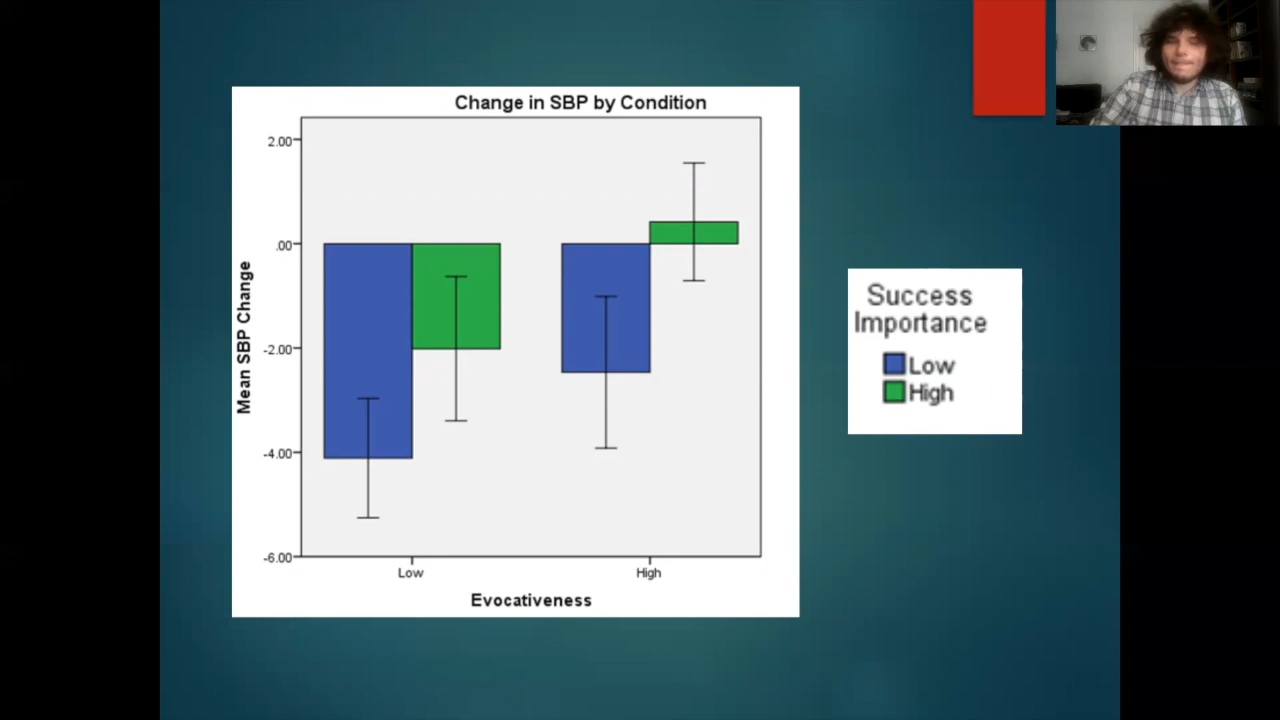 Change in SBP by Condition
Mean SBP Change
2.00
.00
-2.00
-4.00
-6.00
Low
High
Evocativeness
Success
Importance
Low
High